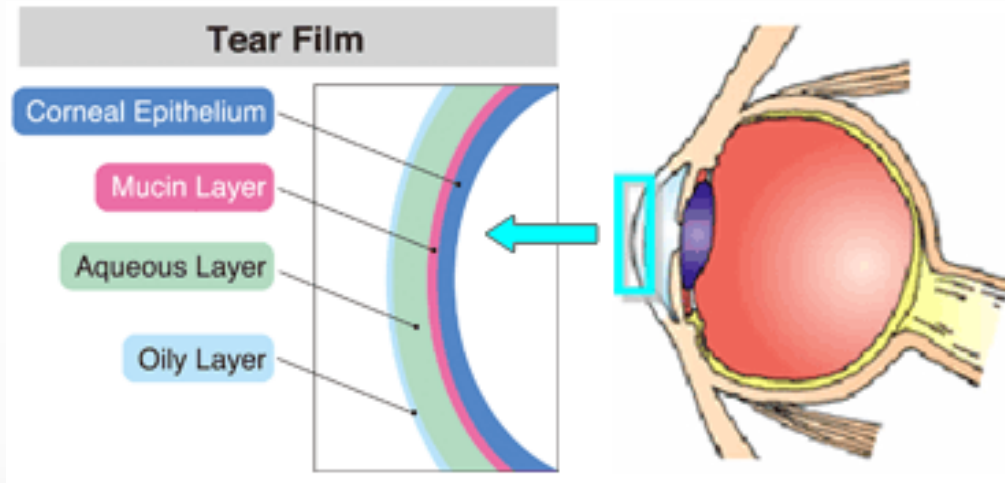 Tear Film
Corneal Epithelium
Mucin Layer
Aqueous Layer
Oily Layer